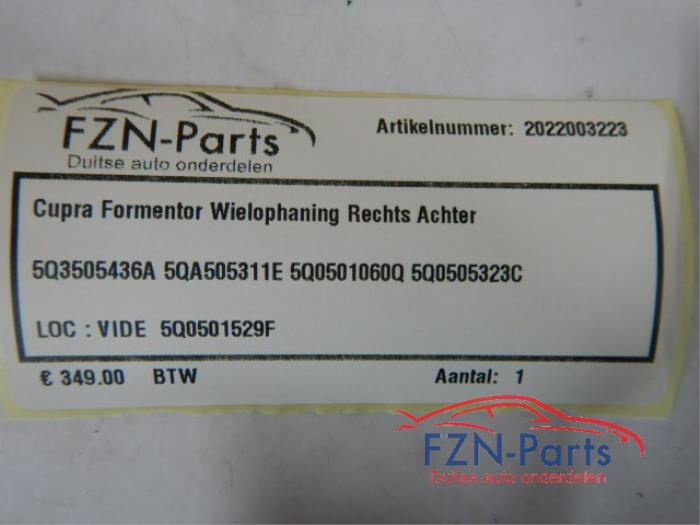 FZN-Parts
Duitse auto onderdelen
Artikelnummer: 2022003223
Cupra Formentor Wielophaning Rechts Achter
5Q3505436A 5QA505311E 5Q0501060Q 5Q0505323C
LOC : VIDE 5Q0501529F
€ 349.00 BTW Aantal: 1
FZN-Parts
Duitse auto onderdelen